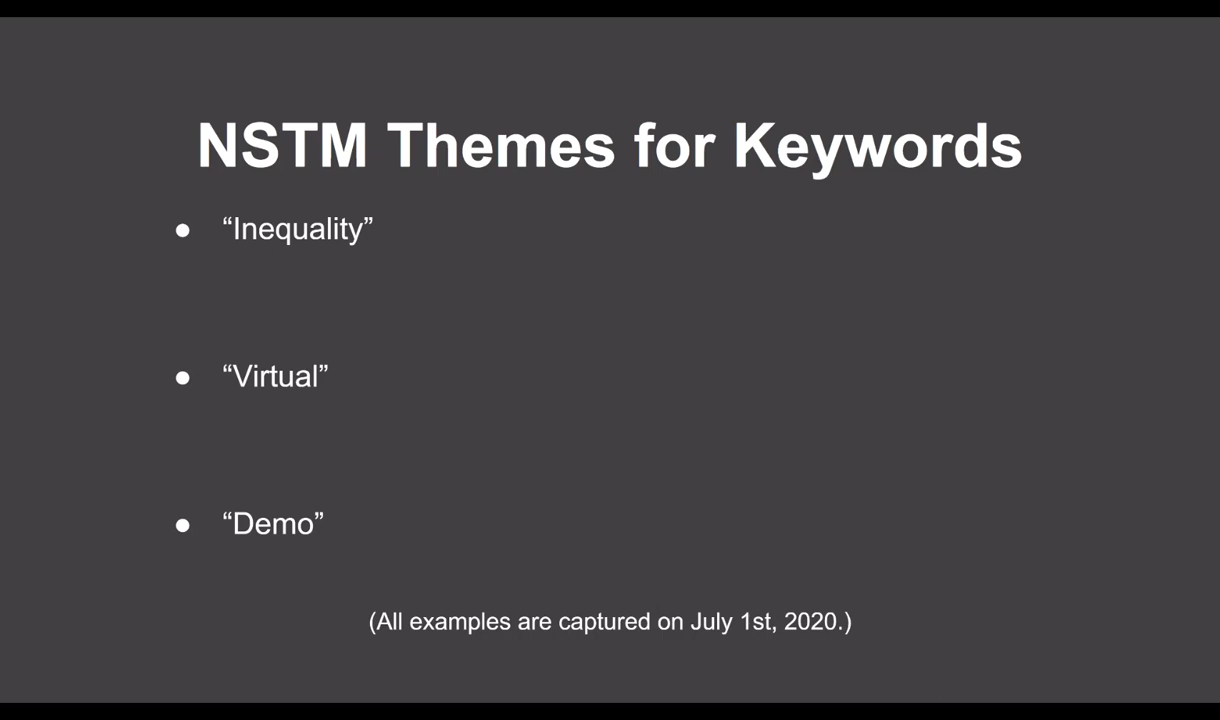 NSTM Themes for Keywords
● “Inequality”
● “Virtual”
● “Demo”
(All examples are captured on July 1st, 2020.)